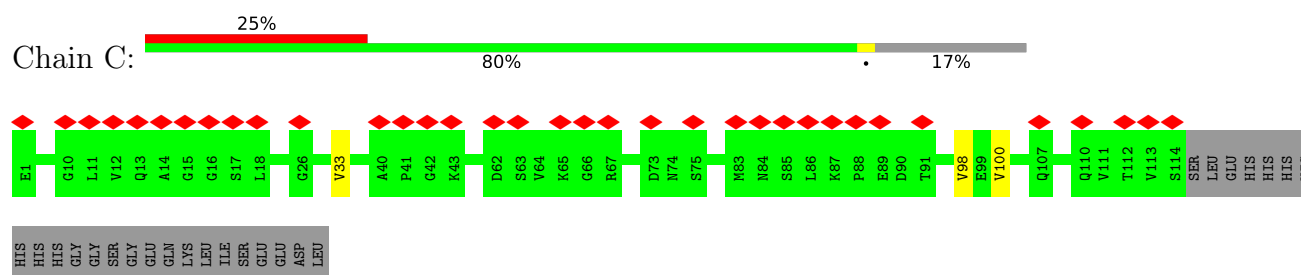 25%
Chain C:
80%
•
17%
E1 G10 L11 V12 Q13 A14 G15 G16 S17 L18 G26 V33 A40 P41 G42 K43 D62 S63 V64 K65 G66 R67 D73 N74 S75 M83 N84 S85 L86 K87 P88 E89 D90 T91 V98 E99 V100 Q107 Q110 V111 T112 V113 S114 SER LEU GLU HIS HIS HIS
HIS HIS HIS GLY GLY SER GLY GLU GLN LYS LEU ILE SER GLU GLU ASP LEU